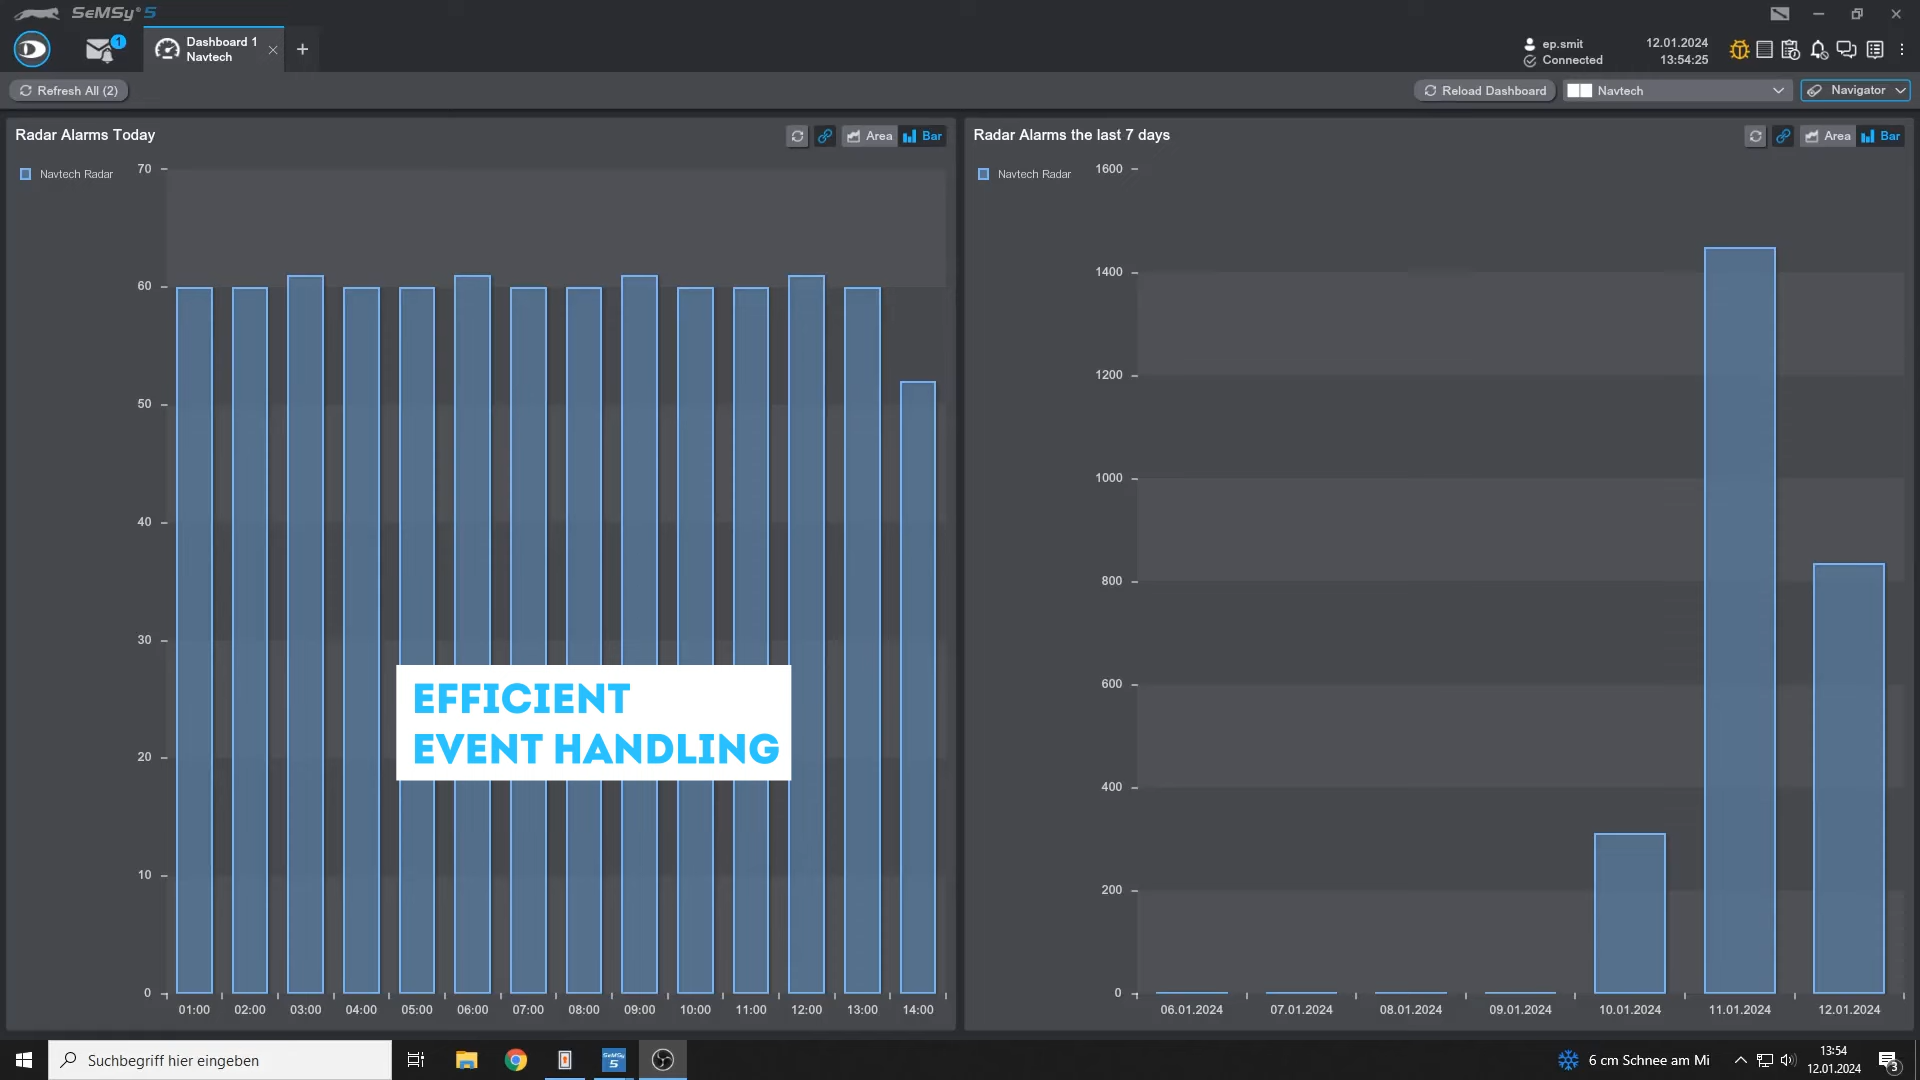 SeMSy® 5
1
Dashboard 1
Navtech
ep.smit
Connected
12.01.2024
13:54:25
Refresh All (2)
Reload Dashboard
Navtech
Navigator
Radar Alarms Today
Area
Bar
Navtech Radar
70
60
50
40
30
20
10
0
01:00 02:00 03:00 04:00 05:00 06:00 07:00 08:00 09:00 10:00 11:00 12:00 13:00 14:00
EFFICIENT
EVENT HANDLING
Radar Alarms the last 7 days
Area
Bar
Navtech Radar
1600
1400
1200
1000
800
600
400
200
0
06.01.2024 07.01.2024 08.01.2024 09.01.2024 10.01.2024 11.01.2024 12.01.2024
Suchbegriff hier eingeben
SeMSy
5
6 cm Schnee am Mi
13:54
12.01.2024
3